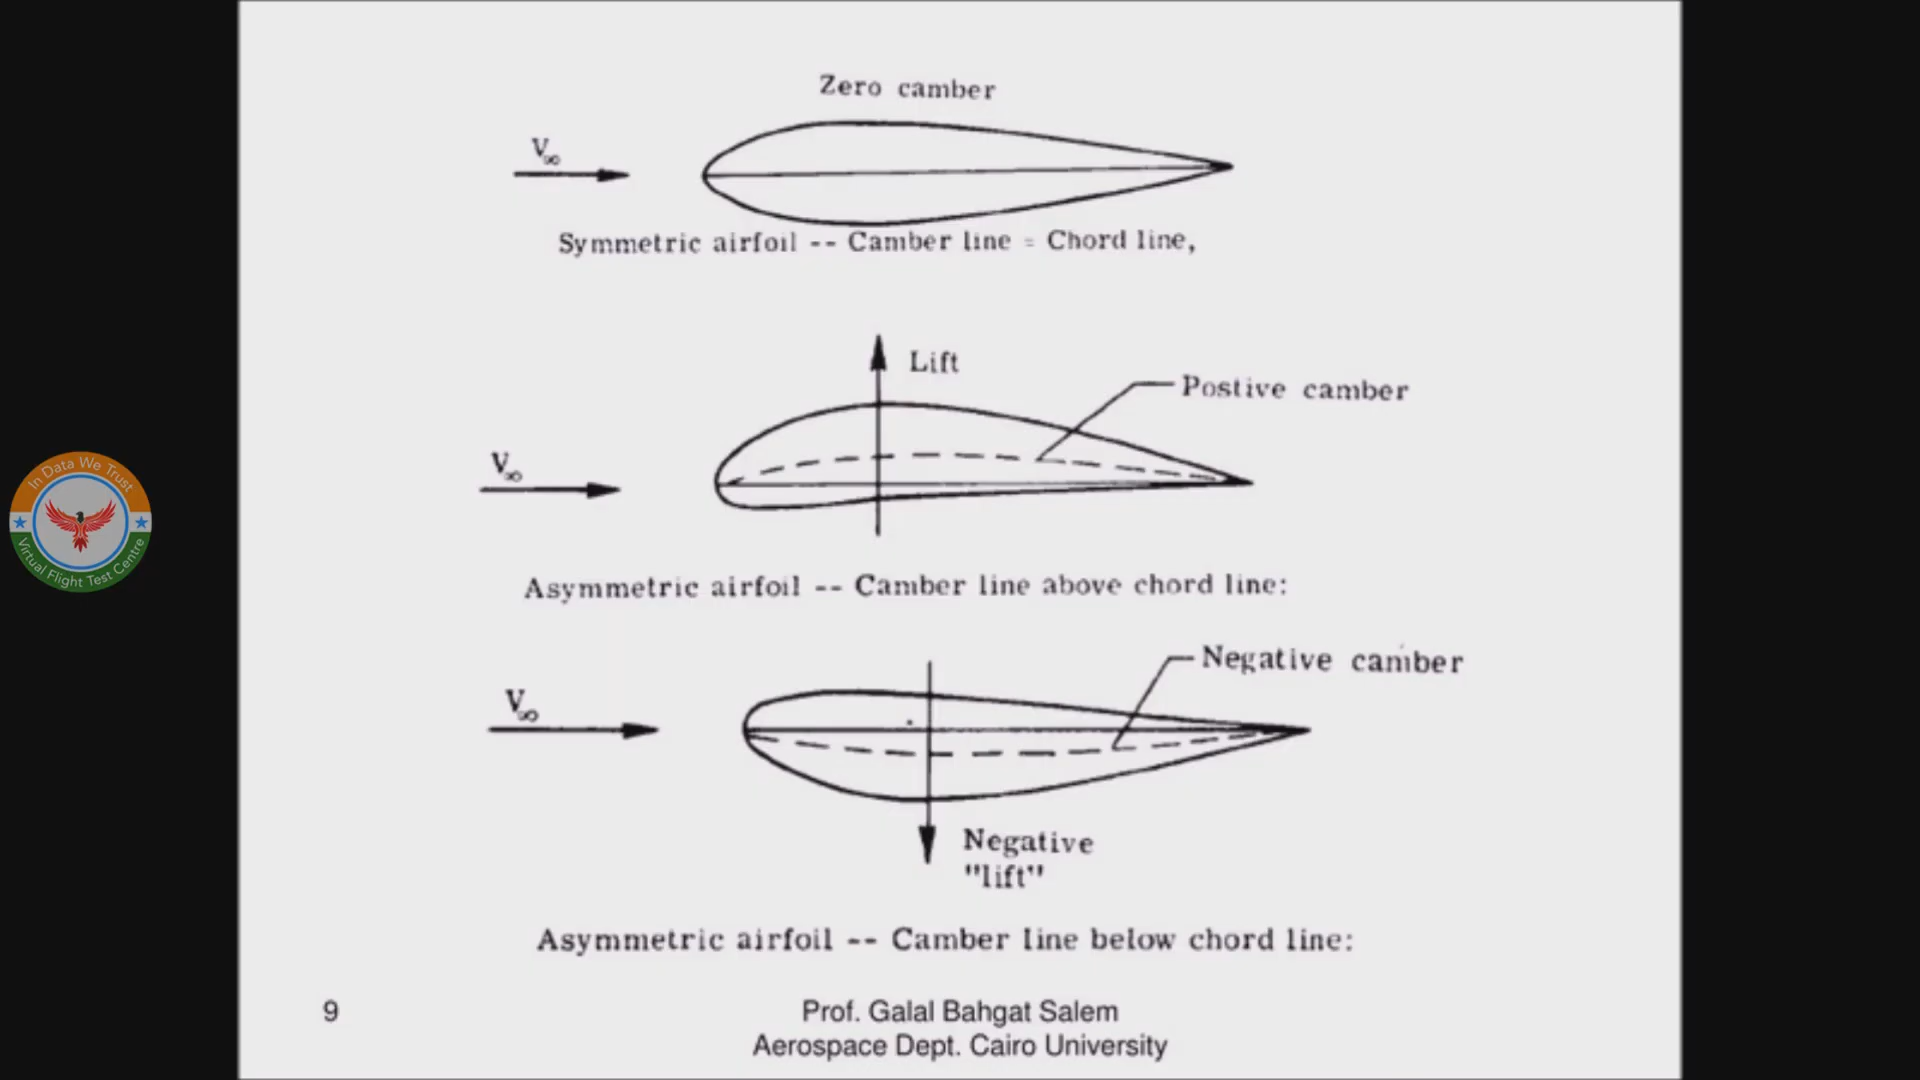 Zero camber
V∞
Symmetric airfoil -- Camber line = Chord line,
Lift
Postive camber
V∞
Asymmetric airfoil -- Camber line above chord line:
Negative camber
V∞
Negative
"lift"
Asymmetric airfoil -- Camber line below chord line:
9
Prof. Galal Bahgat Salem
Aerospace Dept. Cairo University
In Data We Trust
Virtual Flight Test Centre